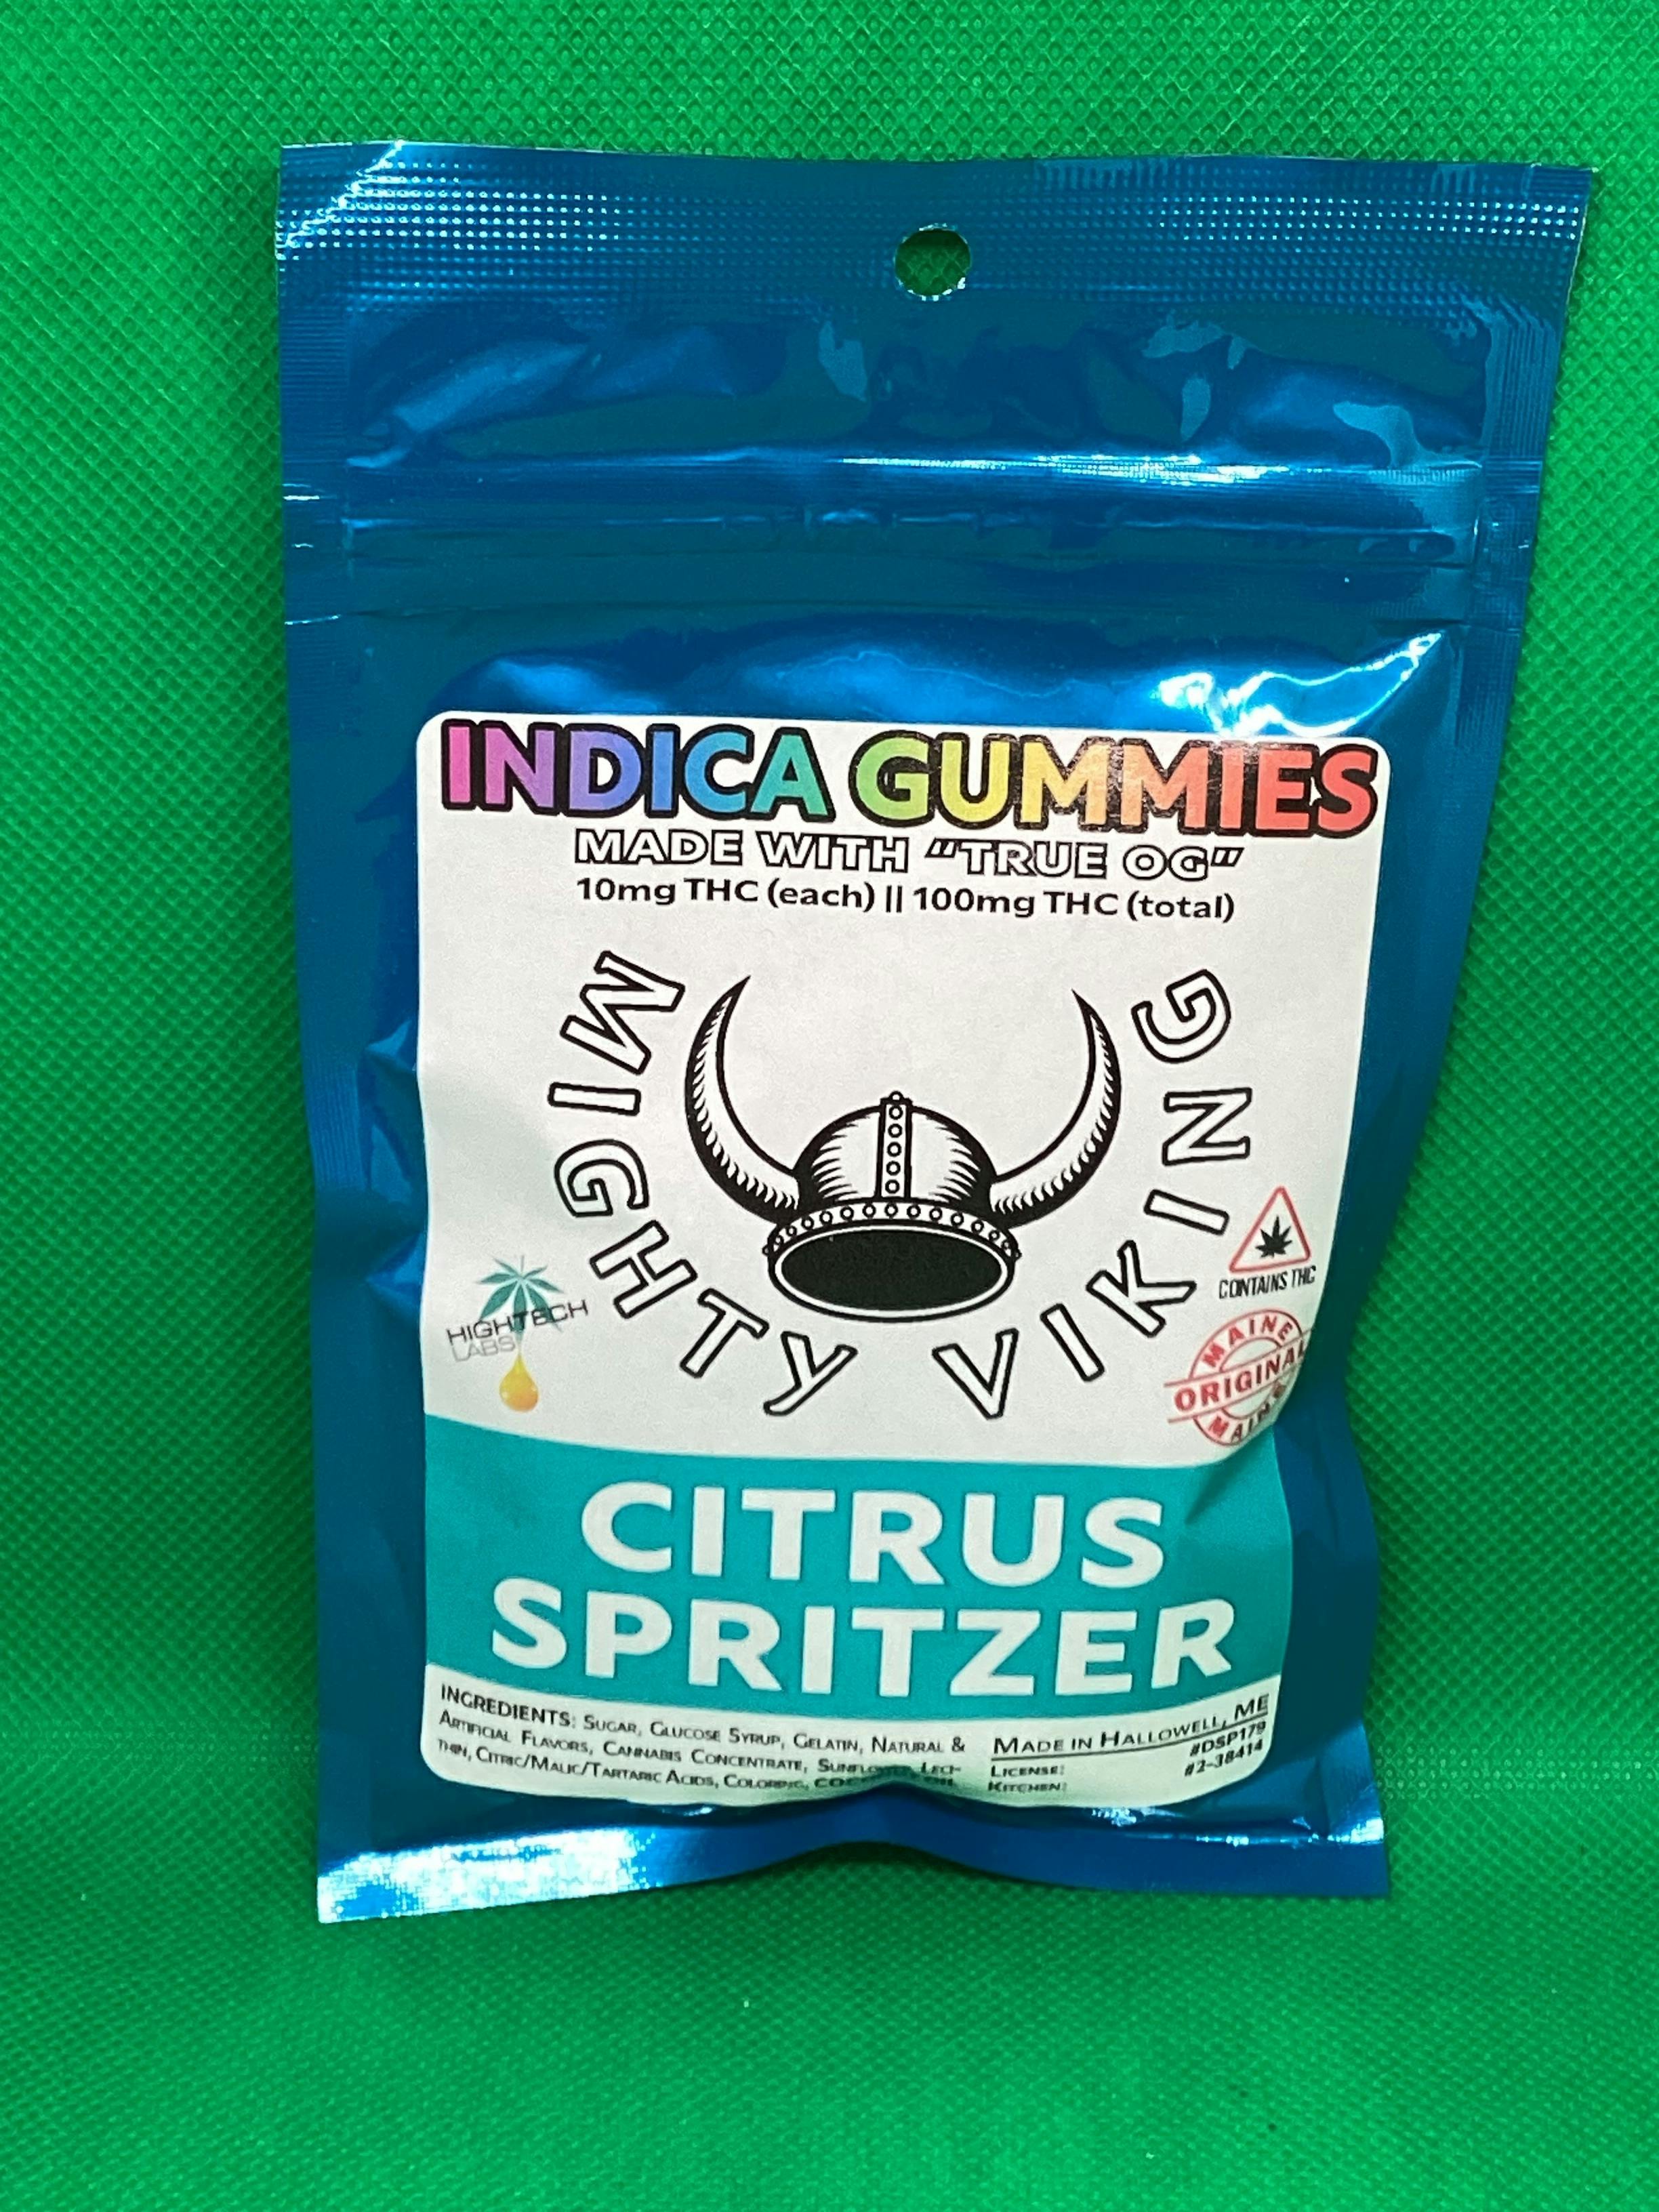 INDICA GUMMIES
MADE WITH "TRUE OG"
10mg THC (each) || 100mg THC (total)
MIGHTY VIKING
CONTAINS THC
HIGHTECH
LABS
MAINE
ORIGINAL
CITRUS
SPRITZER
INGREDIENTS: SUGAR, GLUCOSE SYRUP, GELATIN, NATURAL &
ARTIFICIAL FLAVORS, CANNABIS CONCENTRATE, SUNFLOWER LECI-
THIN, CITRIC/MALIC/TARTARIC ACIDS, COLORING,
MADE IN HALLOWELL, ME
LICENSE: #DSP179
KITCHEN: #2-38414